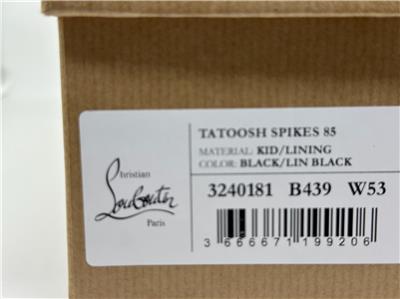 TATOOSH SPIKES 85
MATERIAL: KID/LINING
COLOR: BLACK/LIN BLACK
Christian
Louboutin
Paris
3240181 B439 W53
3 666671 199206